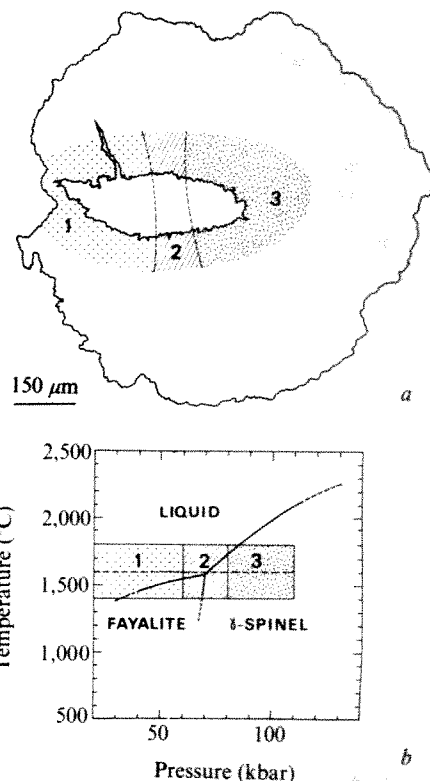 1
2
3
150 μm
a
2,500
2,000
1,500
1,000
500
Temperature (°C)
LIQUID
1
2
3
FAYALITE
γ-SPINEL
50
100
Pressure (kbar)
b